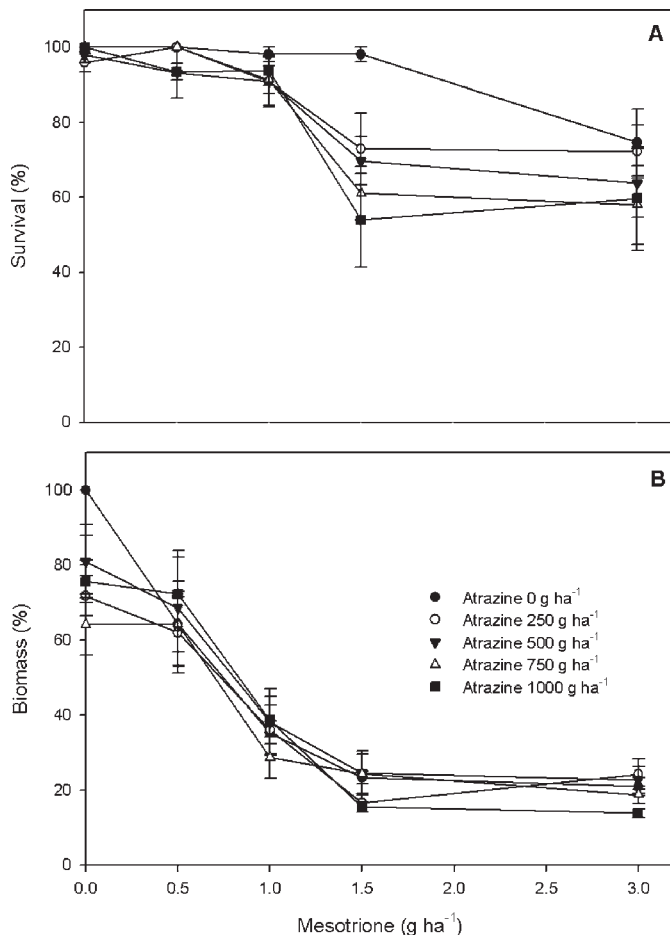 A
100
80
60
40
20
0
Survival (%)
B
100
80
60
40
20
0
Biomass (%)
Atrazine 0 g ha⁻¹
Atrazine 250 g ha⁻¹
Atrazine 500 g ha⁻¹
Atrazine 750 g ha⁻¹
Atrazine 1000 g ha⁻¹
0.0 0.5 1.0 1.5 2.0 2.5 3.0
Mesotrione (g ha⁻¹)